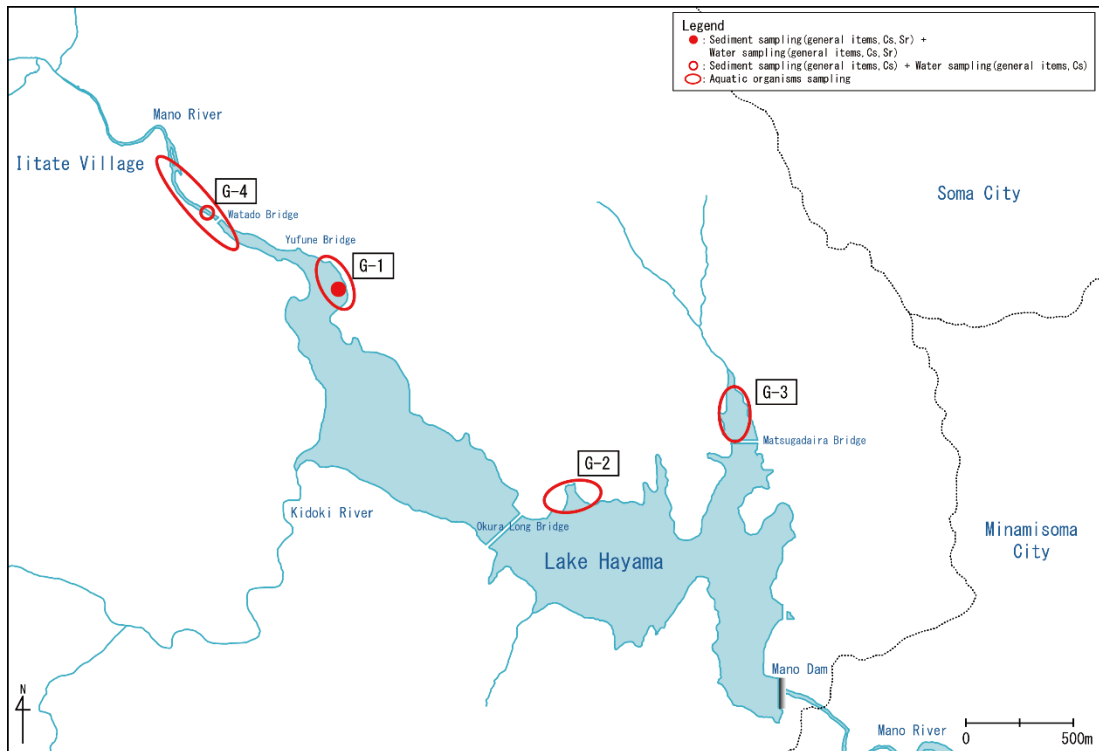 Legend
: Sediment sampling(general items,Cs,Sr) +
Water sampling(general items,Cs,Sr)
: Sediment sampling(general items,Cs) + Water sampling(general items,Cs)
: Aquatic organisms sampling
Mano River
Iitate Village
G-4
Watado Bridge
Soma City
Yufune Bridge
G-1
G-3
Matsugadaira Bridge
G-2
Kidoki River
Okura Long Bridge
Lake Hayama
Minamisoma
City
Mano Dam
N
Mano River
0
500m